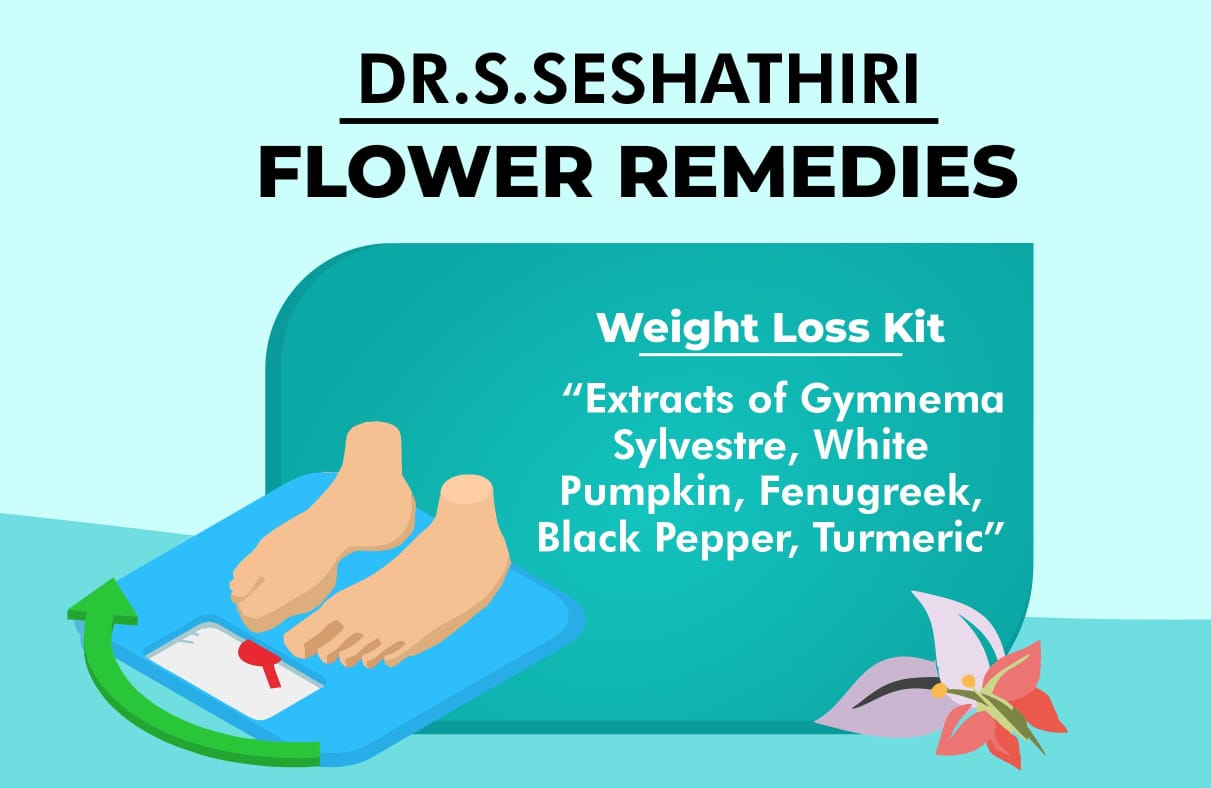 DR.S.SESHATHIRI
FLOWER REMEDIES
Weight Loss Kit
“Extracts of Gymnema
Sylvestre, White
Pumpkin, Fenugreek,
Black Pepper, Turmeric”